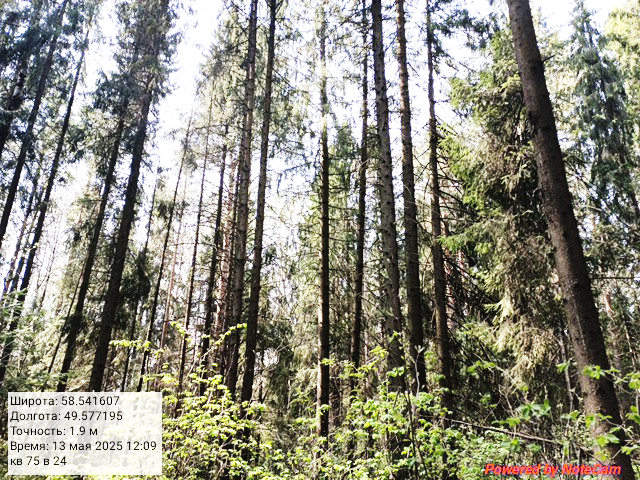 Широта: 58.541607
Долгота: 49.577195
Точность: 1.9 м
Время: 13 мая 2025 12:09
кв 75 в 24
Powered by NoteCam